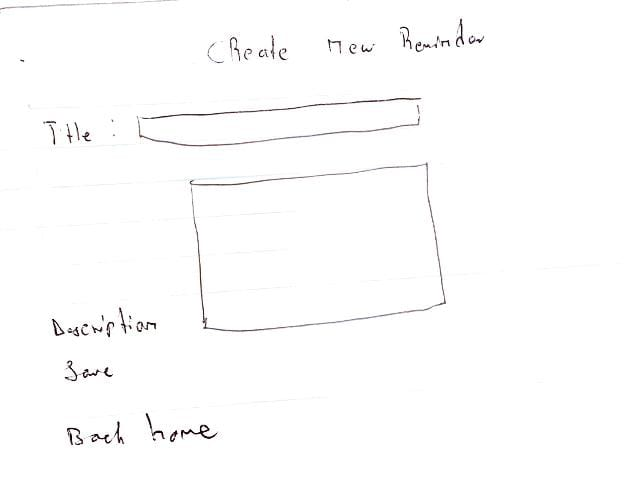 Create New Reminder
Title :
Description
Save
Back home